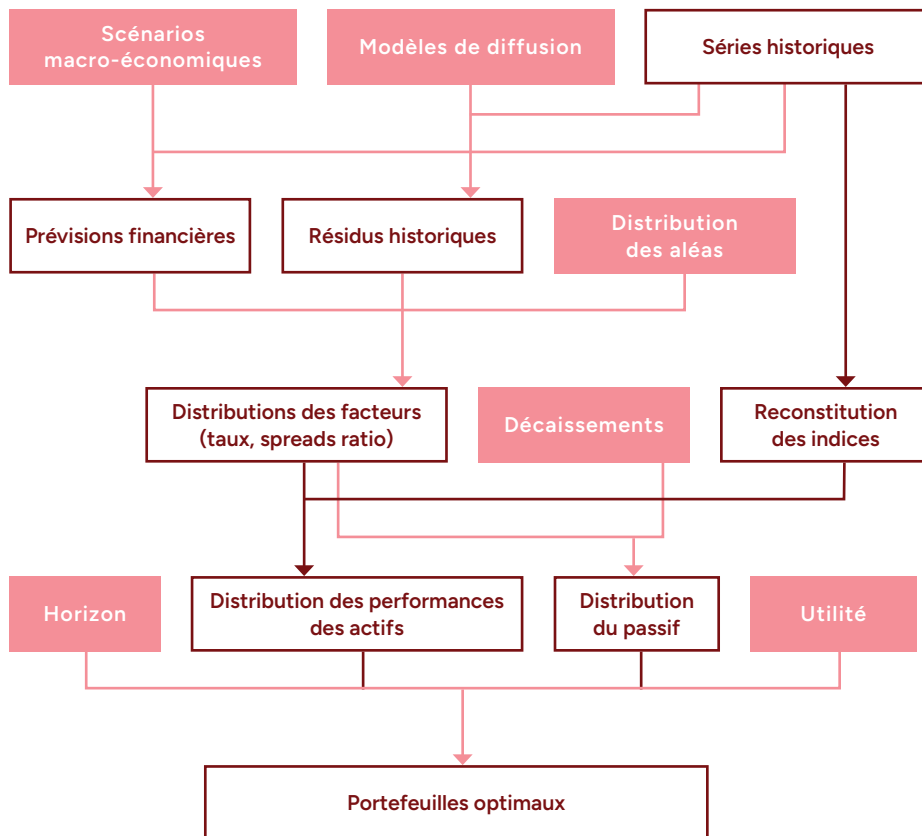 Scénarios
macro-économiques
Modèles de diffusion
Séries historiques
Prévisions financières
Résidus historiques
Distribution
des aléas
Distributions des facteurs
(taux, spreads ratio)
Décaissements
Reconstitution
des indices
Horizon
Distribution des performances
des actifs
Distribution
du passif
Utilité
Portefeuilles optimaux